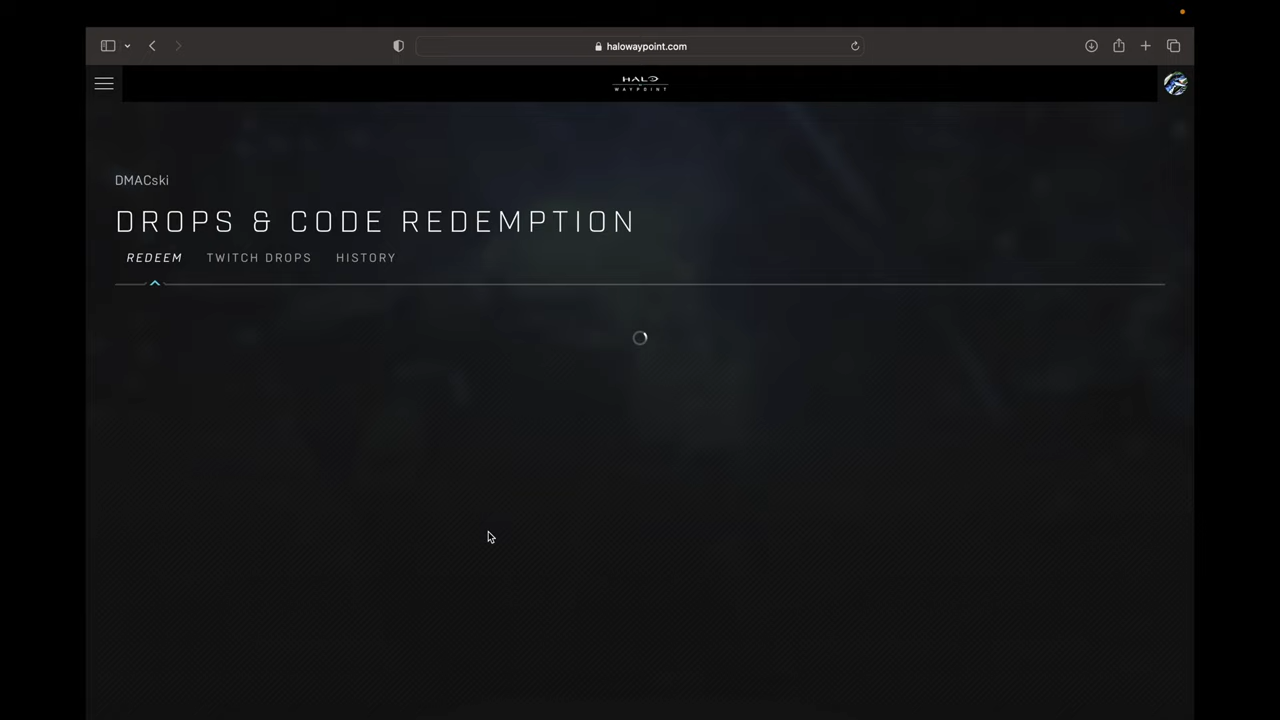 halowaypoint.com
HALO
WAYPOINT
DMACski
DROPS & CODE REDEMPTION
REDEEM TWITCH DROPS HISTORY